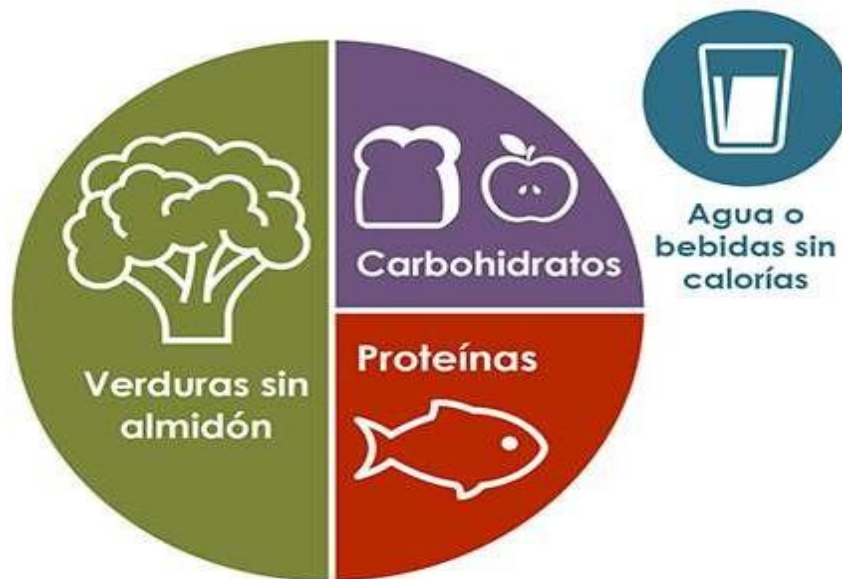 Verduras sin
almidón
Carbohidratos
Proteínas
Agua o
bebidas sin
calorías